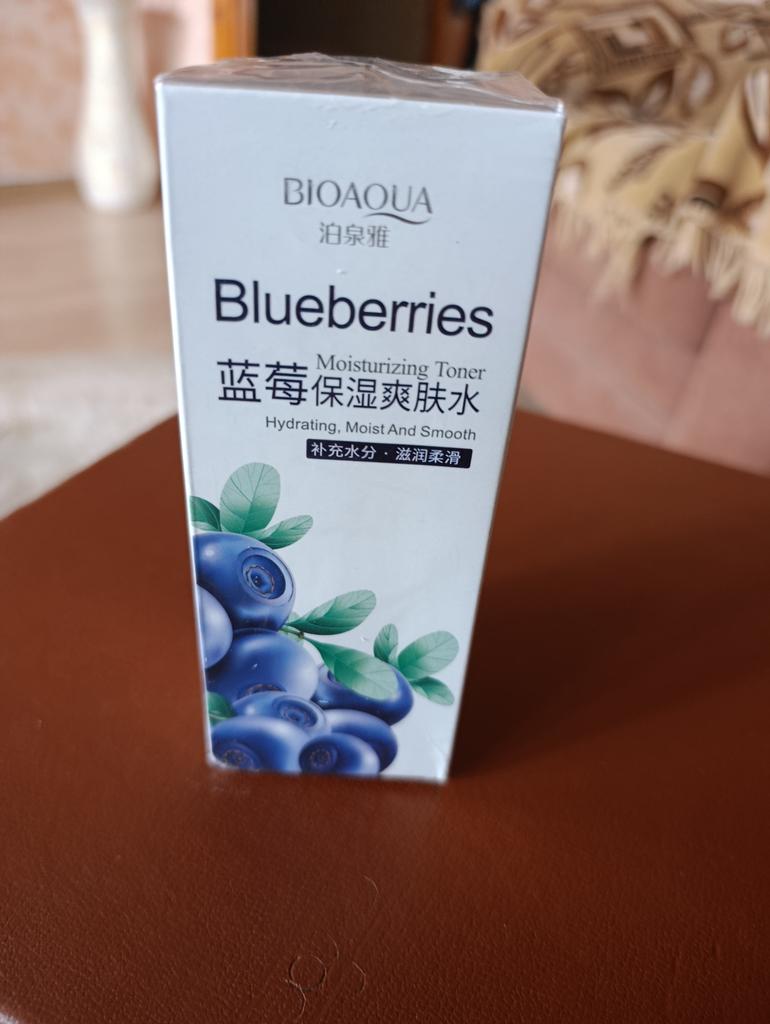 BIOAQUA
泊泉雅
Blueberries
Moisturizing Toner
蓝莓保湿爽肤水
Hydrating, Moist And Smooth
补充水分 · 滋润柔滑